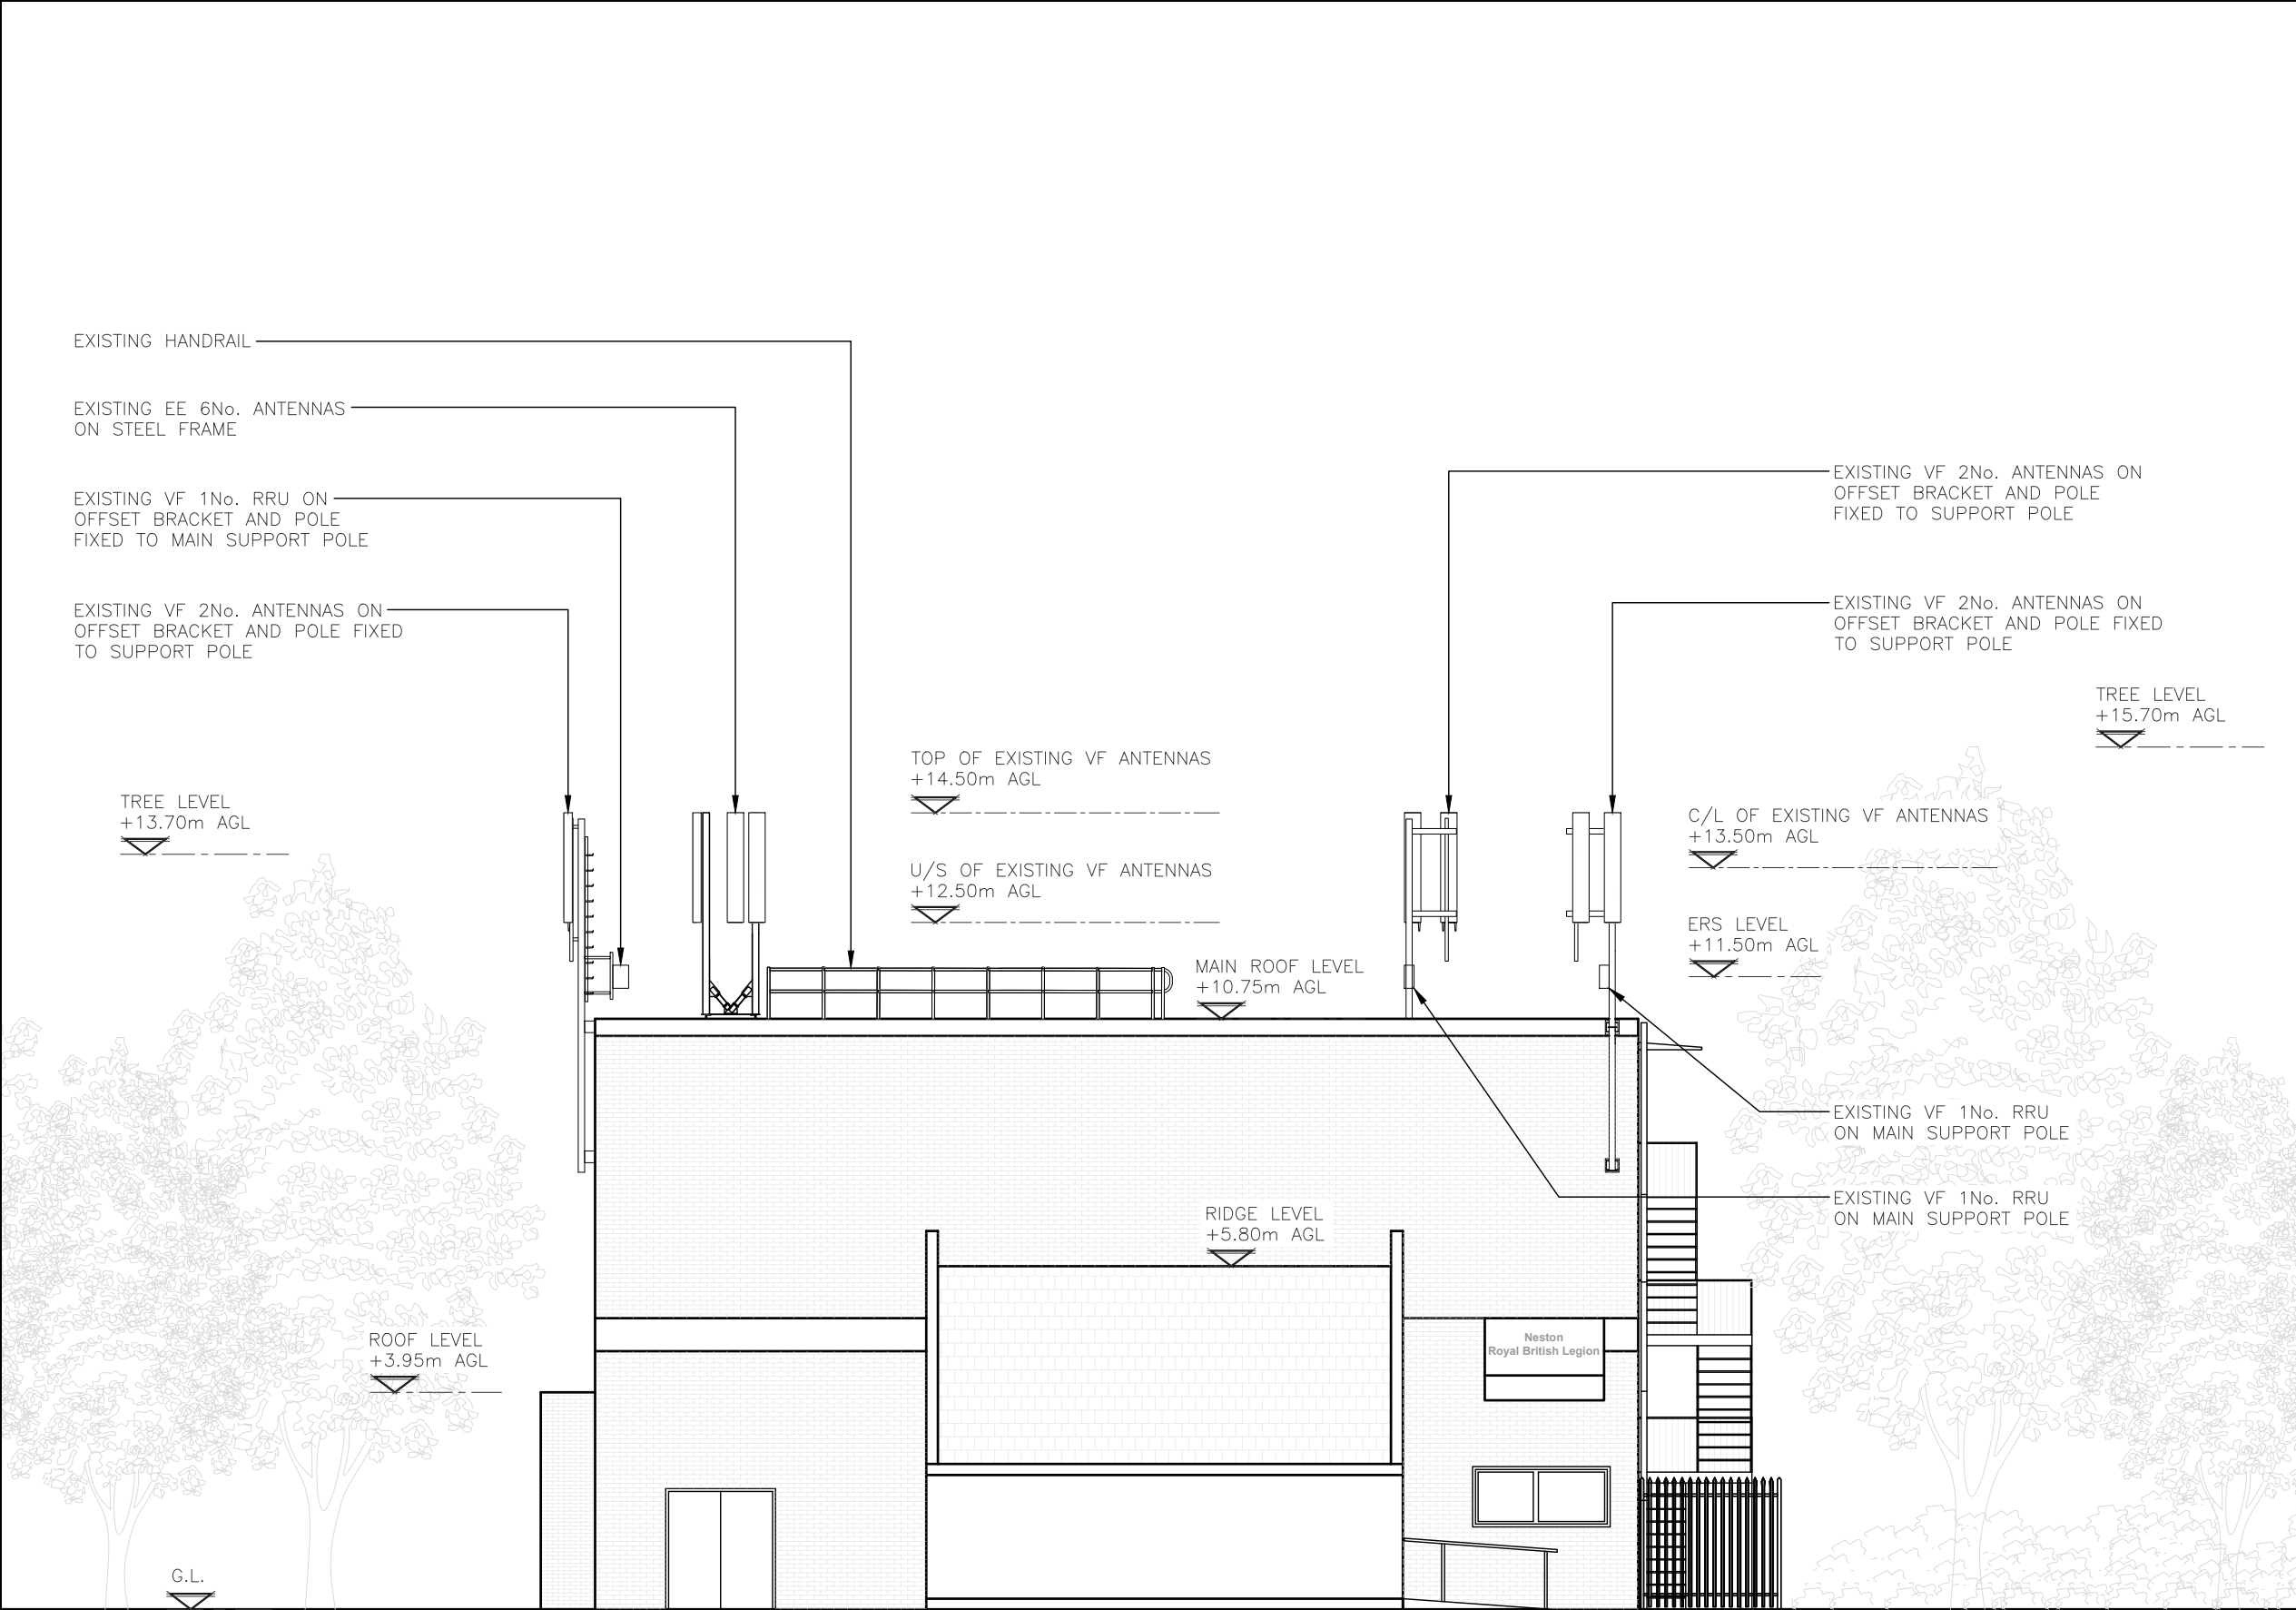 EXISTING HANDRAIL
EXISTING EE 6No. ANTENNAS
ON STEEL FRAME
EXISTING VF 1No. RRU ON
OFFSET BRACKET AND POLE
FIXED TO MAIN SUPPORT POLE
EXISTING VF 2No. ANTENNAS ON
OFFSET BRACKET AND POLE FIXED
TO SUPPORT POLE
EXISTING VF 2No. ANTENNAS ON
OFFSET BRACKET AND POLE
FIXED TO SUPPORT POLE
EXISTING VF 2No. ANTENNAS ON
OFFSET BRACKET AND POLE FIXED
TO SUPPORT POLE
TREE LEVEL
+15.70m AGL
TOP OF EXISTING VF ANTENNAS
+14.50m AGL
TREE LEVEL
+13.70m AGL
C/L OF EXISTING VF ANTENNAS
+13.50m AGL
U/S OF EXISTING VF ANTENNAS
+12.50m AGL
ERS LEVEL
+11.50m AGL
MAIN ROOF LEVEL
+10.75m AGL
EXISTING VF 1No. RRU
ON MAIN SUPPORT POLE
EXISTING VF 1No. RRU
ON MAIN SUPPORT POLE
RIDGE LEVEL
+5.80m AGL
ROOF LEVEL
+3.95m AGL
Neston
Royal British Legion
G.L.